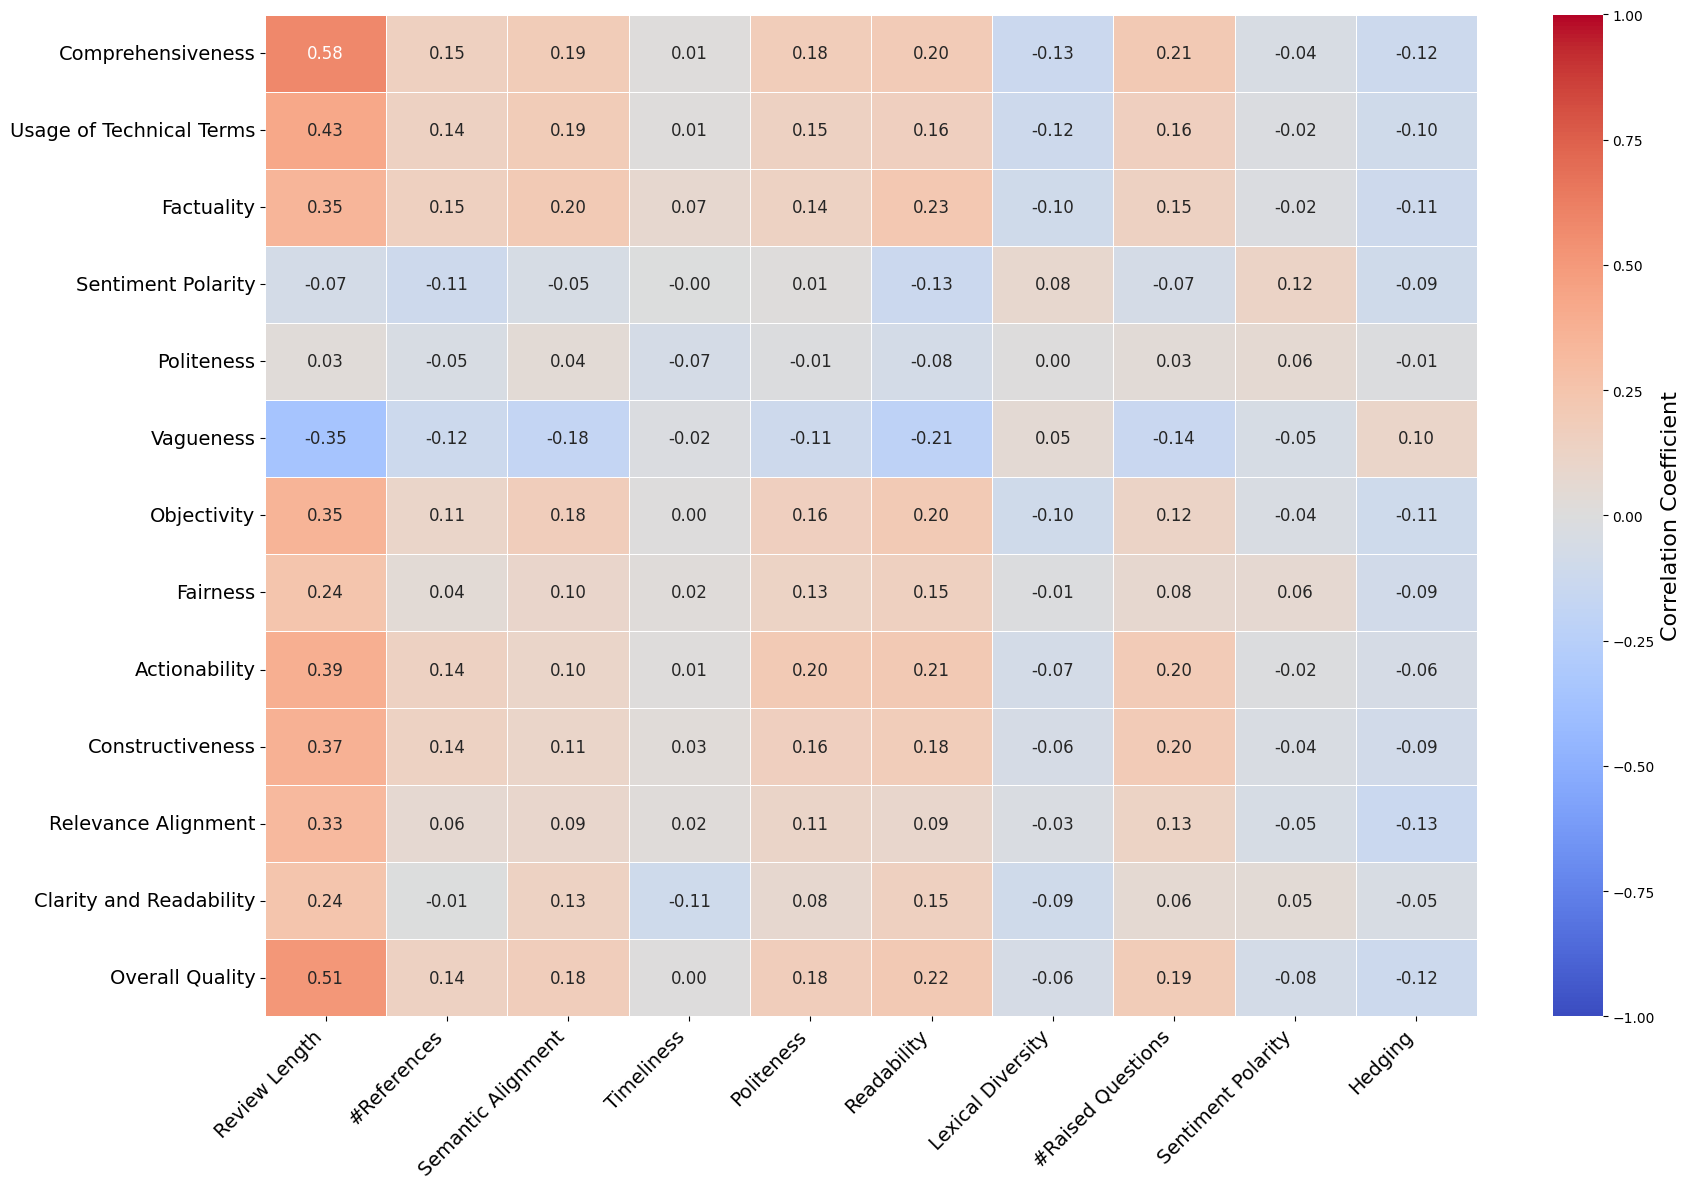 Comprehensiveness 0.58 0.15 0.19 0.01 0.18 0.20 -0.13 0.21 -0.04 -0.12
Usage of Technical Terms 0.43 0.14 0.19 0.01 0.15 0.16 -0.12 0.16 -0.02 -0.10
Factuality 0.35 0.15 0.20 0.07 0.14 0.23 -0.10 0.15 -0.02 -0.11
Sentiment Polarity -0.07 -0.11 -0.05 -0.00 0.01 -0.13 0.08 -0.07 0.12 -0.09
Politeness 0.03 -0.05 0.04 -0.07 -0.01 -0.08 0.00 0.03 0.06 -0.01
Vagueness -0.35 -0.12 -0.18 -0.02 -0.11 -0.21 0.05 -0.14 -0.05 0.10
Objectivity 0.35 0.11 0.18 0.00 0.16 0.20 -0.10 0.12 -0.04 -0.11
Fairness 0.24 0.04 0.10 0.02 0.13 0.15 -0.01 0.08 0.06 -0.09
Actionability 0.39 0.14 0.10 0.01 0.20 0.21 -0.07 0.20 -0.02 -0.06
Constructiveness 0.37 0.14 0.11 0.03 0.16 0.18 -0.06 0.20 -0.04 -0.09
Relevance Alignment 0.33 0.06 0.09 0.02 0.11 0.09 -0.03 0.13 -0.05 -0.13
Clarity and Readability 0.24 -0.01 0.13 -0.11 0.08 0.15 -0.09 0.06 0.05 -0.05
Overall Quality 0.51 0.14 0.18 0.00 0.18 0.22 -0.06 0.19 -0.08 -0.12
Review Length
#References
Semantic Alignment
Timeliness
Politeness
Readability
Lexical Diversity
#Raised Questions
Sentiment Polarity
Hedging
1.00
0.75
0.50
0.25
0.00
−0.25
−0.50
−0.75
−1.00
Correlation Coefficient